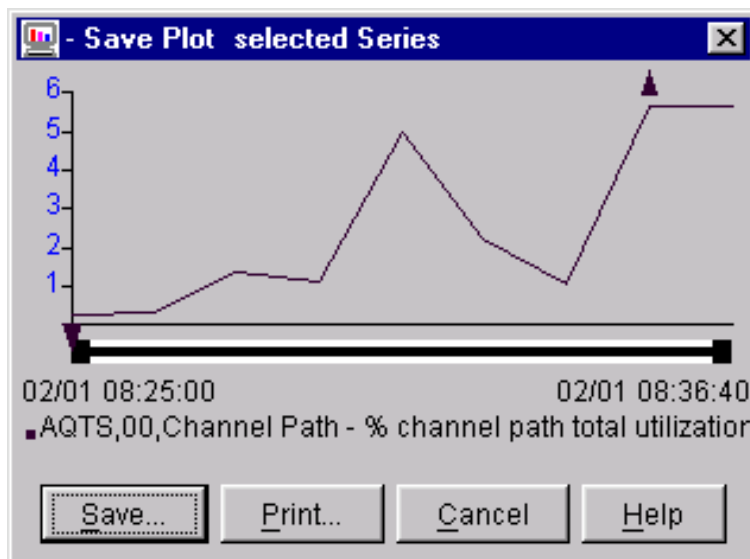 - Save Plot selected Series
6
5
4
3
2
1
02/01 08:25:00 02/01 08:36:40
AQTS,00,Channel Path - % channel path total utilization
Save... Print... Cancel Help